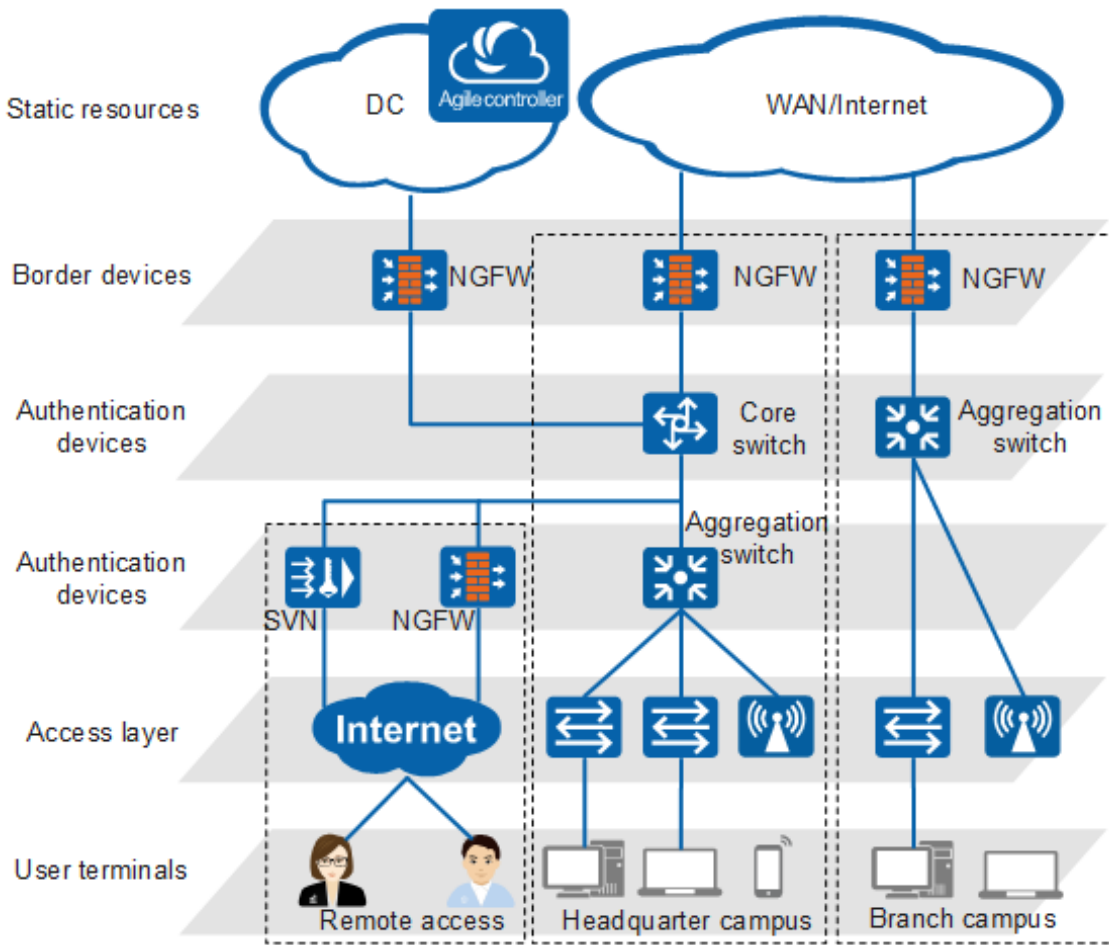 Static resources
DC
Agile controller
WAN/Internet
Border devices
NGFW
NGFW
NGFW
Authentication
devices
Core
switch
Aggregation
switch
Authentication
devices
SVN
NGFW
Aggregation
switch
Access layer
Internet
User terminals
Remote access
Headquarter campus
Branch campus